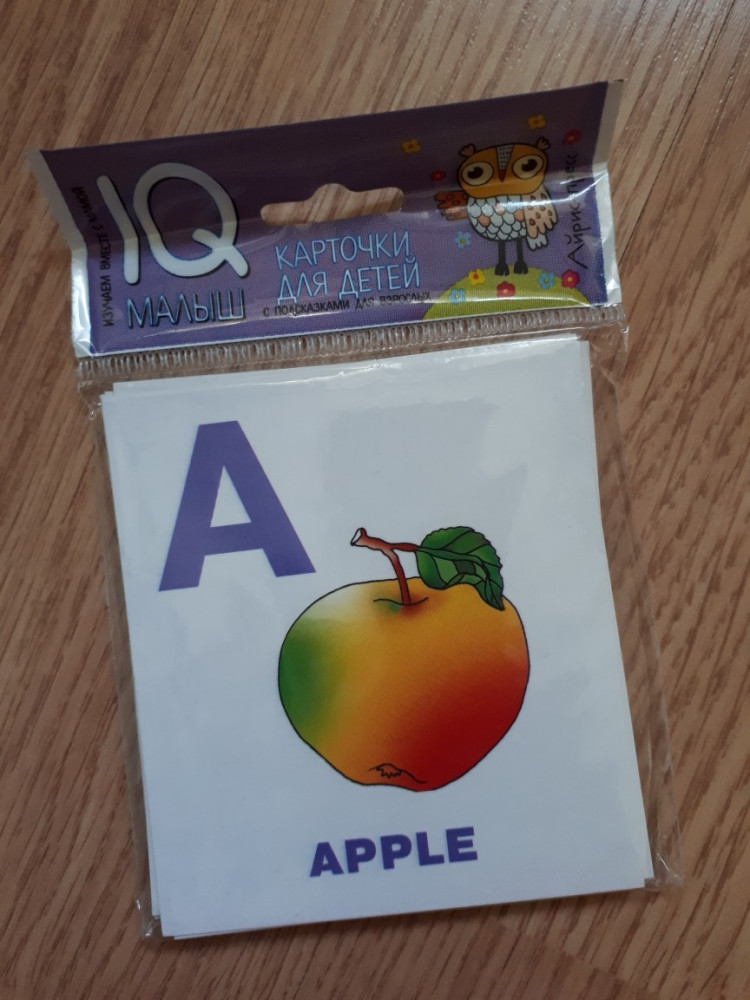 ИЗУЧАЕМ ВМЕСТЕ С МАМОЙ
IQ
МАЛЫШ
КАРТОЧКИ
ДЛЯ ДЕТЕЙ
С ПОДСКАЗКАМИ ДЛЯ ВЗРОСЛЫХ
Айрис пресс
A
APPLE